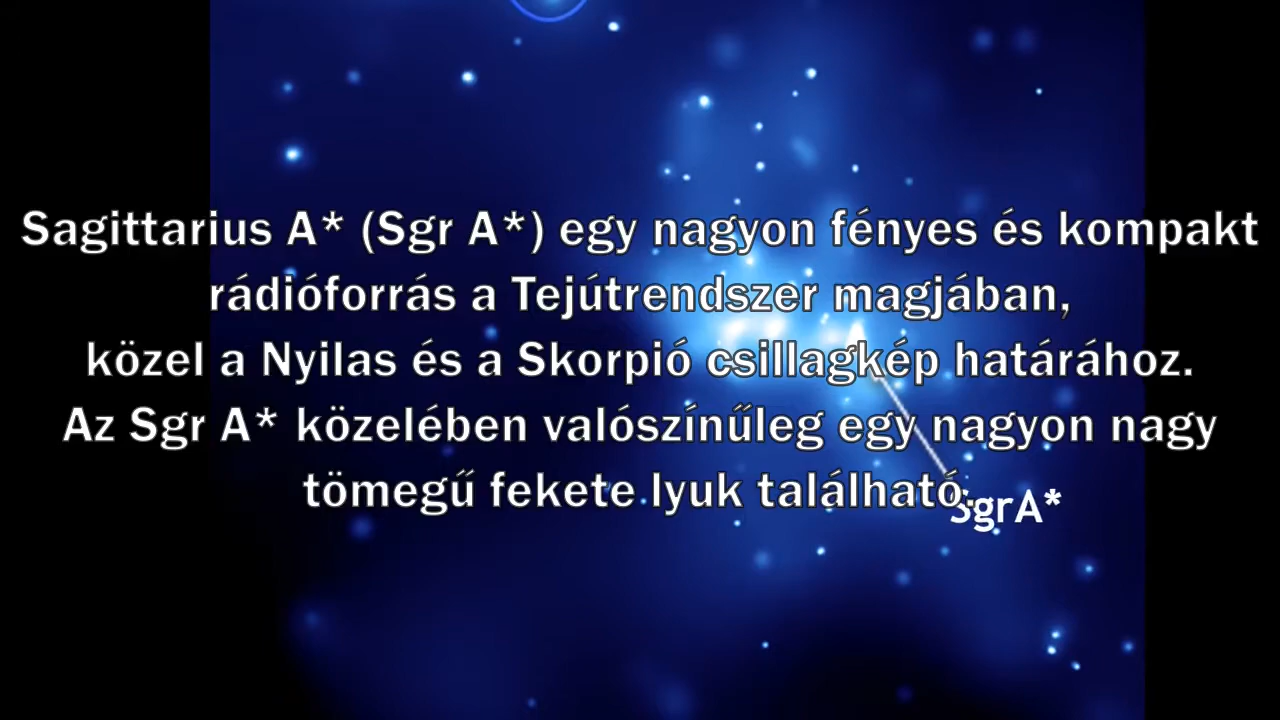 Sagittarius A* (Sgr A*) egy nagyon fényes és kompakt
rádióforrás a Tejútrendszer magjában,
közel a Nyilas és a Skorpió csillagkép határához.
Az Sgr A* közelében valószínűleg egy nagyon nagy
tömegű fekete lyuk található.
SgrA*